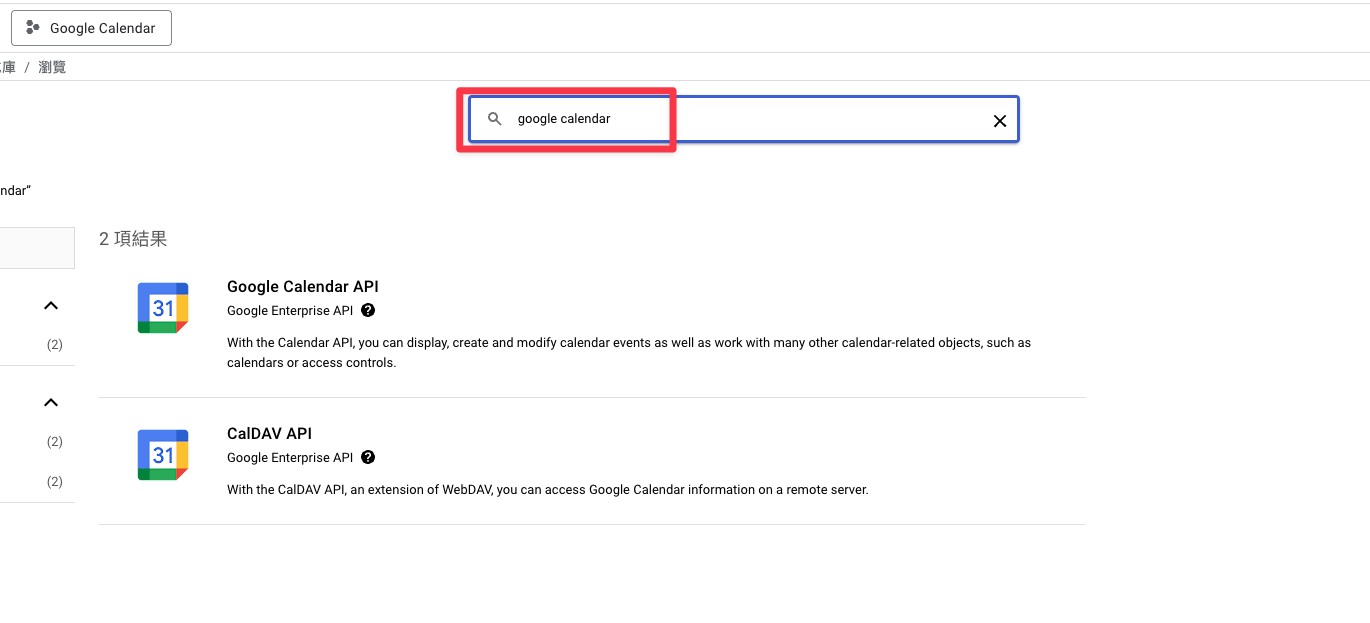 Google Calendar
庫 / 瀏覽
google calendar
ndar”
2 項結果
31
Google Calendar API
Google Enterprise API ?
With the Calendar API, you can display, create and modify calendar events as well as work with many other calendar-related objects, such as
calendars or access controls.
(2)
31
CalDAV API
Google Enterprise API ?
With the CalDAV API, an extension of WebDAV, you can access Google Calendar information on a remote server.
(2)
(2)